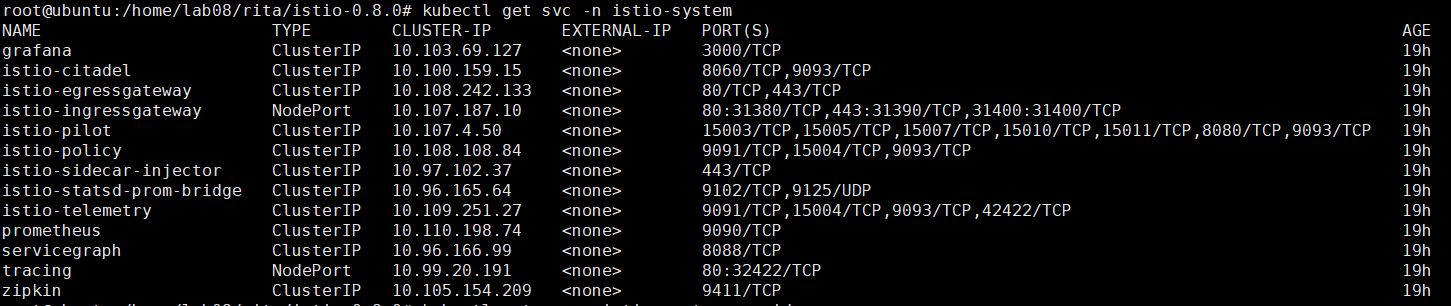 root@ubuntu:/home/lab08/rita/istio-0.8.0# kubectl get svc -n istio-system
NAME TYPE CLUSTER-IP EXTERNAL-IP PORT(S) AGE
grafana ClusterIP 10.103.69.127 <none> 3000/TCP 19h
istio-citadel ClusterIP 10.100.159.15 <none> 8060/TCP,9093/TCP 19h
istio-egressgateway ClusterIP 10.108.242.133 <none> 80/TCP,443/TCP 19h
istio-ingressgateway NodePort 10.107.187.10 <none> 80:31380/TCP,443:31390/TCP,31400:31400/TCP 19h
istio-pilot ClusterIP 10.107.4.50 <none> 15003/TCP,15005/TCP,15007/TCP,15010/TCP,15011/TCP,8080/TCP,9093/TCP 19h
istio-policy ClusterIP 10.108.108.84 <none> 9091/TCP,15004/TCP,9093/TCP 19h
istio-sidecar-injector ClusterIP 10.97.102.37 <none> 443/TCP 19h
istio-statsd-prom-bridge ClusterIP 10.96.165.64 <none> 9102/TCP,9125/UDP 19h
istio-telemetry ClusterIP 10.109.251.27 <none> 9091/TCP,15004/TCP,9093/TCP,42422/TCP 19h
prometheus ClusterIP 10.110.198.74 <none> 9090/TCP 19h
servicegraph ClusterIP 10.96.166.99 <none> 8088/TCP 19h
tracing NodePort 10.99.20.191 <none> 80:32422/TCP 19h
zipkin ClusterIP 10.105.154.209 <none> 9411/TCP 19h